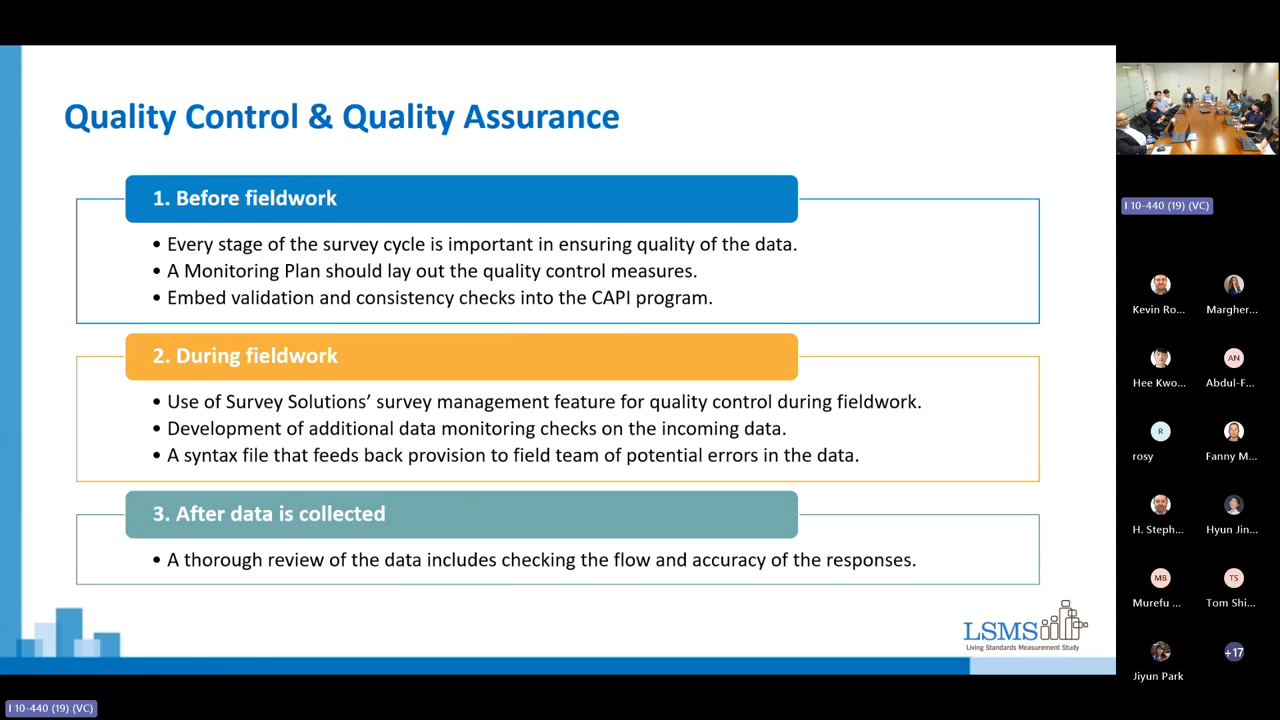 Quality Control & Quality Assurance
1. Before fieldwork
• Every stage of the survey cycle is important in ensuring quality of the data.
• A Monitoring Plan should lay out the quality control measures.
• Embed validation and consistency checks into the CAPI program.
2. During fieldwork
• Use of Survey Solutions’ survey management feature for quality control during fieldwork.
• Development of additional data monitoring checks on the incoming data.
• A syntax file that feeds back provision to field team of potential errors in the data.
3. After data is collected
• A thorough review of the data includes checking the flow and accuracy of the responses.
LSMS
Living Standards Measurement Study
I 10-440 (19) (VC)
I 10-440 (19) (VC)
Kevin Ro...
Margher...
Hee Kwo...
AN
Abdul-F...
R
rosy
Fanny M...
H. Steph...
Hyun Jin...
MB
Murefu ...
TS
Tom Shi...
Jiyun Park
+17